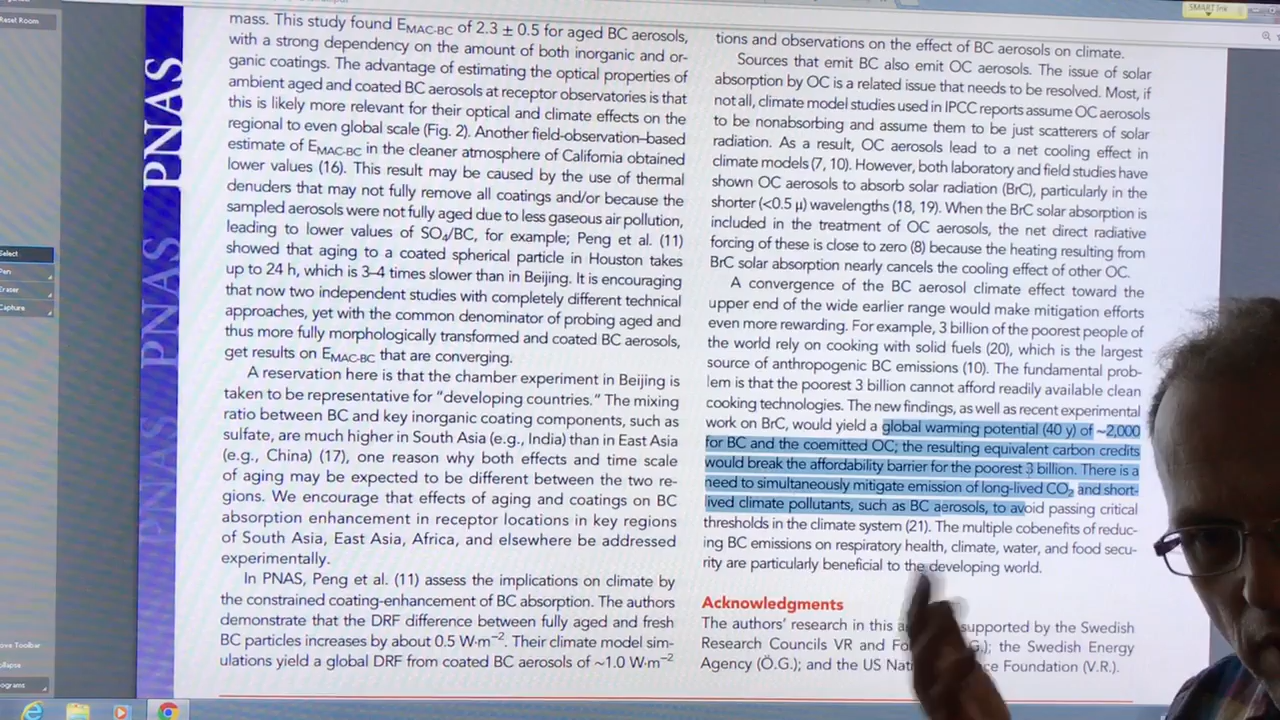 SMART Ink
Reset Room
Select
Pen
Eraser
Capture
Move Toolbar
PNAS PNAS PNAS
mass. This study found EMAC-BC of 2.3 ± 0.5 for aged BC aerosols,
with a strong dependency on the amount of both inorganic and or-
ganic coatings. The advantage of estimating the optical properties of
ambient aged and coated BC aerosols at receptor observatories is that
this is likely more relevant for their optical and climate effects on the
regional to even global scale (Fig. 2). Another field-observation–based
estimate of EMAC-BC in the cleaner atmosphere of California obtained
lower values (16). This result may be caused by the use of thermal
denuders that may not fully remove all coatings and/or because the
sampled aerosols were not fully aged due to less gaseous air pollution,
leading to lower values of SO4/BC, for example; Peng et al. (11)
showed that aging to a coated spherical particle in Houston takes
up to 24 h, which is 3–4 times slower than in Beijing. It is encouraging
that now two independent studies with completely different technical
approaches, yet with the common denominator of probing aged and
thus more fully morphologically transformed and coated BC aerosols,
get results on EMAC-BC that are converging.
A reservation here is that the chamber experiment in Beijing is
taken to be representative for “developing countries.” The mixing
ratio between BC and key inorganic coating components, such as
sulfate, are much higher in South Asia (e.g., India) than in East Asia
(e.g., China) (17), one reason why both effects and time scale
of aging may be expected to be different between the two re-
gions. We encourage that effects of aging and coatings on BC
absorption enhancement in receptor locations in key regions
of South Asia, East Asia, Africa, and elsewhere be addressed
experimentally.
In PNAS, Peng et al. (11) assess the implications on climate by
the constrained coating-enhancement of BC absorption. The authors
demonstrate that the DRF difference between fully aged and fresh
BC particles increases by about 0.5 W·m−2. Their climate model sim-
ulations yield a global DRF from coated BC aerosols of ~1.0 W·m−2
tions and observations on the effect of BC aerosols on climate.
Sources that emit BC also emit OC aerosols. The issue of solar
absorption by OC is a related issue that needs to be resolved. Most, if
not all, climate model studies used in IPCC reports assume OC aerosols
to be nonabsorbing and assume them to be just scatterers of solar
radiation. As a result, OC aerosols lead to a net cooling effect in
climate models (7, 10). However, both laboratory and field studies have
shown OC aerosols to absorb solar radiation (BrC), particularly in the
shorter (<0.5 μ) wavelengths (18, 19). When the BrC solar absorption is
included in the treatment of OC aerosols, the net direct radiative
forcing of these is close to zero (8) because the heating resulting from
BrC solar absorption nearly cancels the cooling effect of other OC.
A convergence of the BC aerosol climate effect toward the
upper end of the wide earlier range would make mitigation efforts
even more rewarding. For example, 3 billion of the poorest people of
the world rely on cooking with solid fuels (20), which is the largest
source of anthropogenic BC emissions (10). The fundamental prob-
lem is that the poorest 3 billion cannot afford readily available clean
cooking technologies. The new findings, as well as recent experimental
work on BrC, would yield a global warming potential (40 y) of ~2,000
for BC and the coemitted OC; the resulting equivalent carbon credits
would break the affordability barrier for the poorest 3 billion. There is a
need to simultaneously mitigate emission of long-lived CO2 and short-
lived climate pollutants, such as BC aerosols, to avoid passing critical
thresholds in the climate system (21). The multiple cobenefits of reduc-
ing BC emissions on respiratory health, climate, water, and food secu-
rity are particularly beneficial to the developing world.
Acknowledgments
The authors’ research in this supported by the Swedish
Research Councils VR and the Swedish Energy
Agency (Ö.G.); and the US Foundation (V.R.).